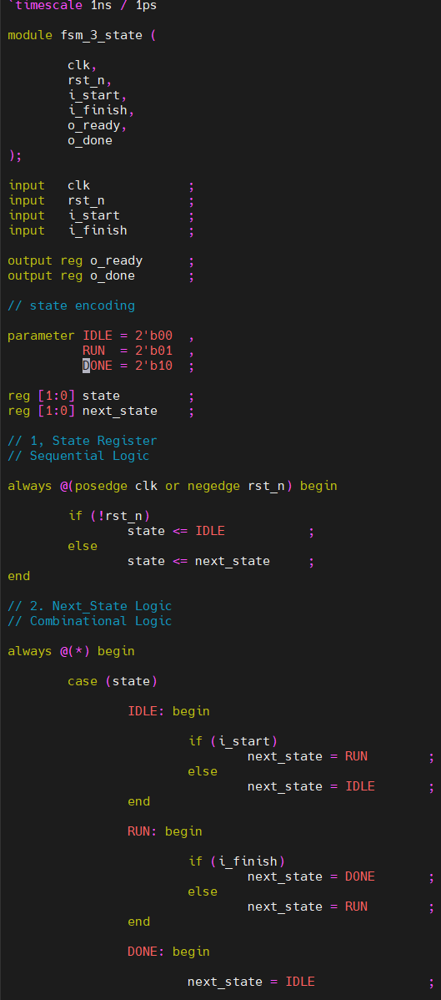 `timescale 1ns / 1ps
module fsm_3_state (
clk,
rst_n,
i_start,
i_finish,
o_ready,
o_done
);
input   clk             ;
input   rst_n           ;
input   i_start         ;
input   i_finish        ;
output reg o_ready      ;
output reg o_done       ;
// state encoding
parameter IDLE = 2'b00  ,
RUN  = 2'b01  ,
DONE = 2'b10  ;
reg [1:0] state         ;
reg [1:0] next_state    ;
// 1, State Register
// Sequential Logic
always @(posedge clk or negedge rst_n) begin
if (!rst_n)
state <= IDLE           ;
else
state <= next_state     ;
end
// 2. Next_State Logic
// Combinational Logic
always @(*) begin
case (state)
IDLE: begin
if (i_start)
next_state = RUN        ;
else
next_state = IDLE       ;
end
RUN: begin
if (i_finish)
next_state = DONE       ;
else
next_state = RUN        ;
end
DONE: begin
next_state = IDLE               ;